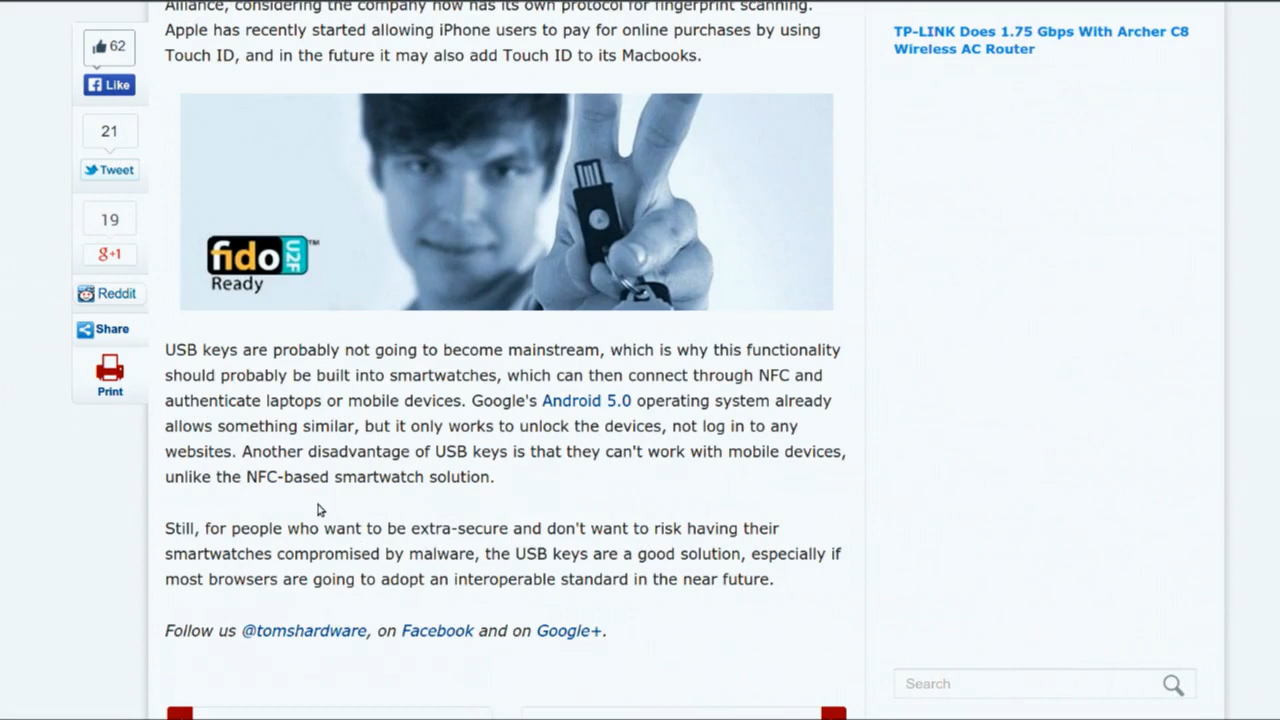 Alliance, considering the company now has its own protocol for fingerprint scanning.
Apple has recently started allowing iPhone users to pay for online purchases by using
Touch ID, and in the future it may also add Touch ID to its Macbooks.
62
Like
21
Tweet
19
g+1
Reddit
Share
Print
fido U2F™
Ready
USB keys are probably not going to become mainstream, which is why this functionality
should probably be built into smartwatches, which can then connect through NFC and
authenticate laptops or mobile devices. Google's Android 5.0 operating system already
allows something similar, but it only works to unlock the devices, not log in to any
websites. Another disadvantage of USB keys is that they can't work with mobile devices,
unlike the NFC-based smartwatch solution.
Still, for people who want to be extra-secure and don't want to risk having their
smartwatches compromised by malware, the USB keys are a good solution, especially if
most browsers are going to adopt an interoperable standard in the near future.
Follow us @tomshardware, on Facebook and on Google+.
TP-LINK Does 1.75 Gbps With Archer C8
Wireless AC Router
Search